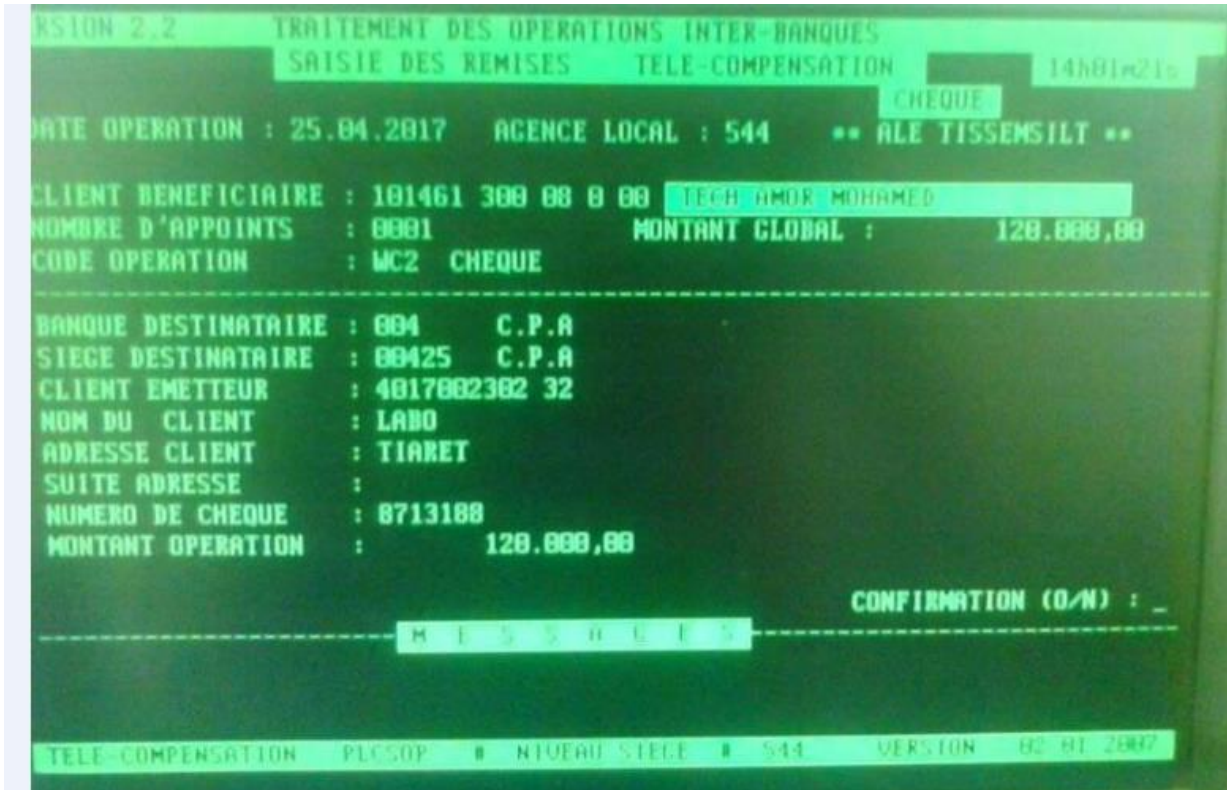 RSION 2.2 TRAITEMENT DES OPERATIONS INTER-BANQUES
SAISIE DES REMISES TELE-COMPENSATION 14h01m21s
CHEQUE
DATE OPERATION : 25.04.2017 AGENCE LOCAL : 544 ** ALE TISSEMSILT **
CLIENT BENEFICIAIRE : 101461 300 08 0 00 TECH AMOR MOHAMED
NOMBRE D'APPOINTS : 0001 MONTANT GLOBAL : 120.000,00
CODE OPERATION : WC2 CHEQUE
BANQUE DESTINATAIRE : 004 C.P.A
SIEGE DESTINATAIRE : 00425 C.P.A
CLIENT EMETTEUR : 4017002302 32
NOM DU CLIENT : LABO
ADRESSE CLIENT : TIARET
SUITE ADRESSE :
NUMERO DE CHEQUE : 8713188
MONTANT OPERATION : 120.000,00
CONFIRMATION (O/N) : _
M E S S A G E S
TELE-COMPENSATION PLCSOP # NIVEAU SIEGE # 544 VERSION 02 01 2007